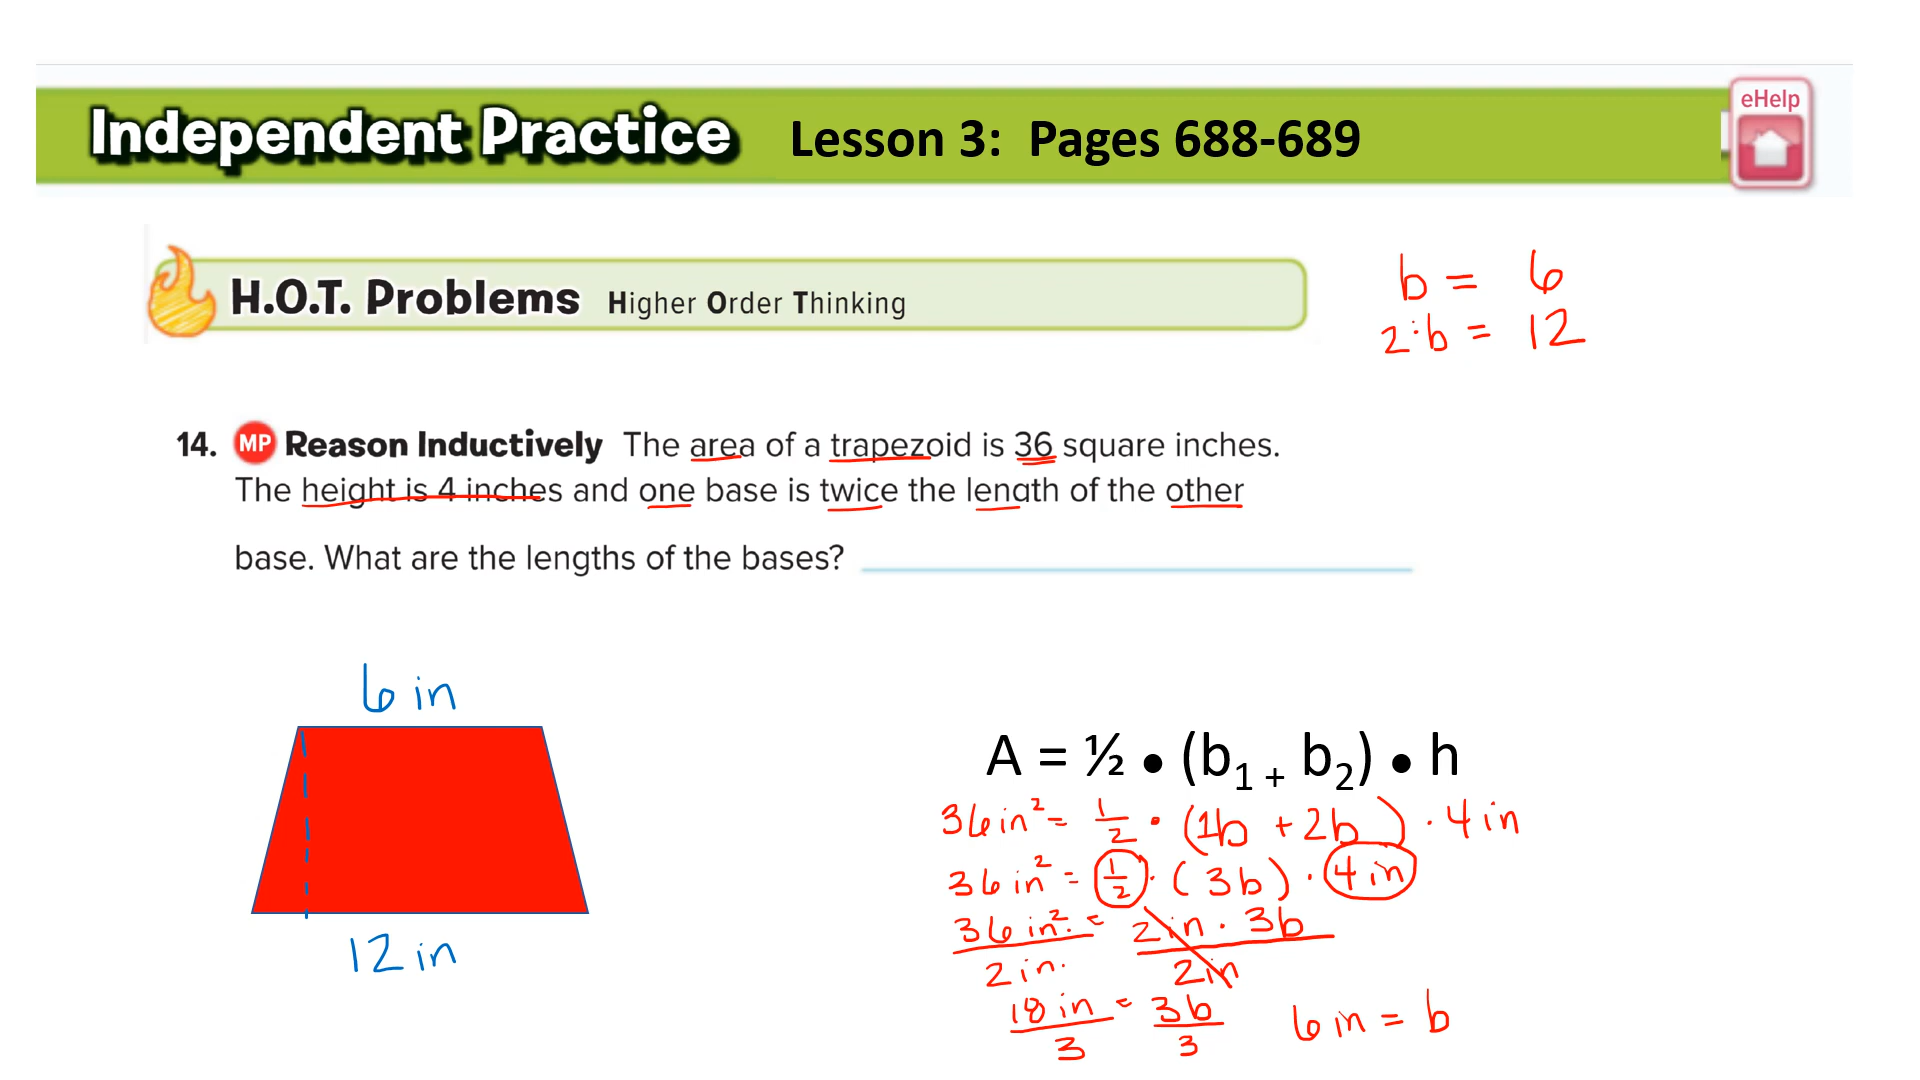 Independent Practice Lesson 3: Pages 688-689
eHelp
H.O.T. Problems Higher Order Thinking
b = 6
2·b = 12
14. MP Reason Inductively The area of a trapezoid is 36 square inches.
The height is 4 inches and one base is twice the length of the other
base. What are the lengths of the bases?
6 in
12 in
A = ½ • (b₁ + b₂) • h
36 in² = 1/2 · (1b + 2b) · 4 in
36 in² = 1/2 · (3b) · 4 in
36 in². = 2 in · 3b
2 in. 2 in
18 in = 3b
3 3
6 in = b